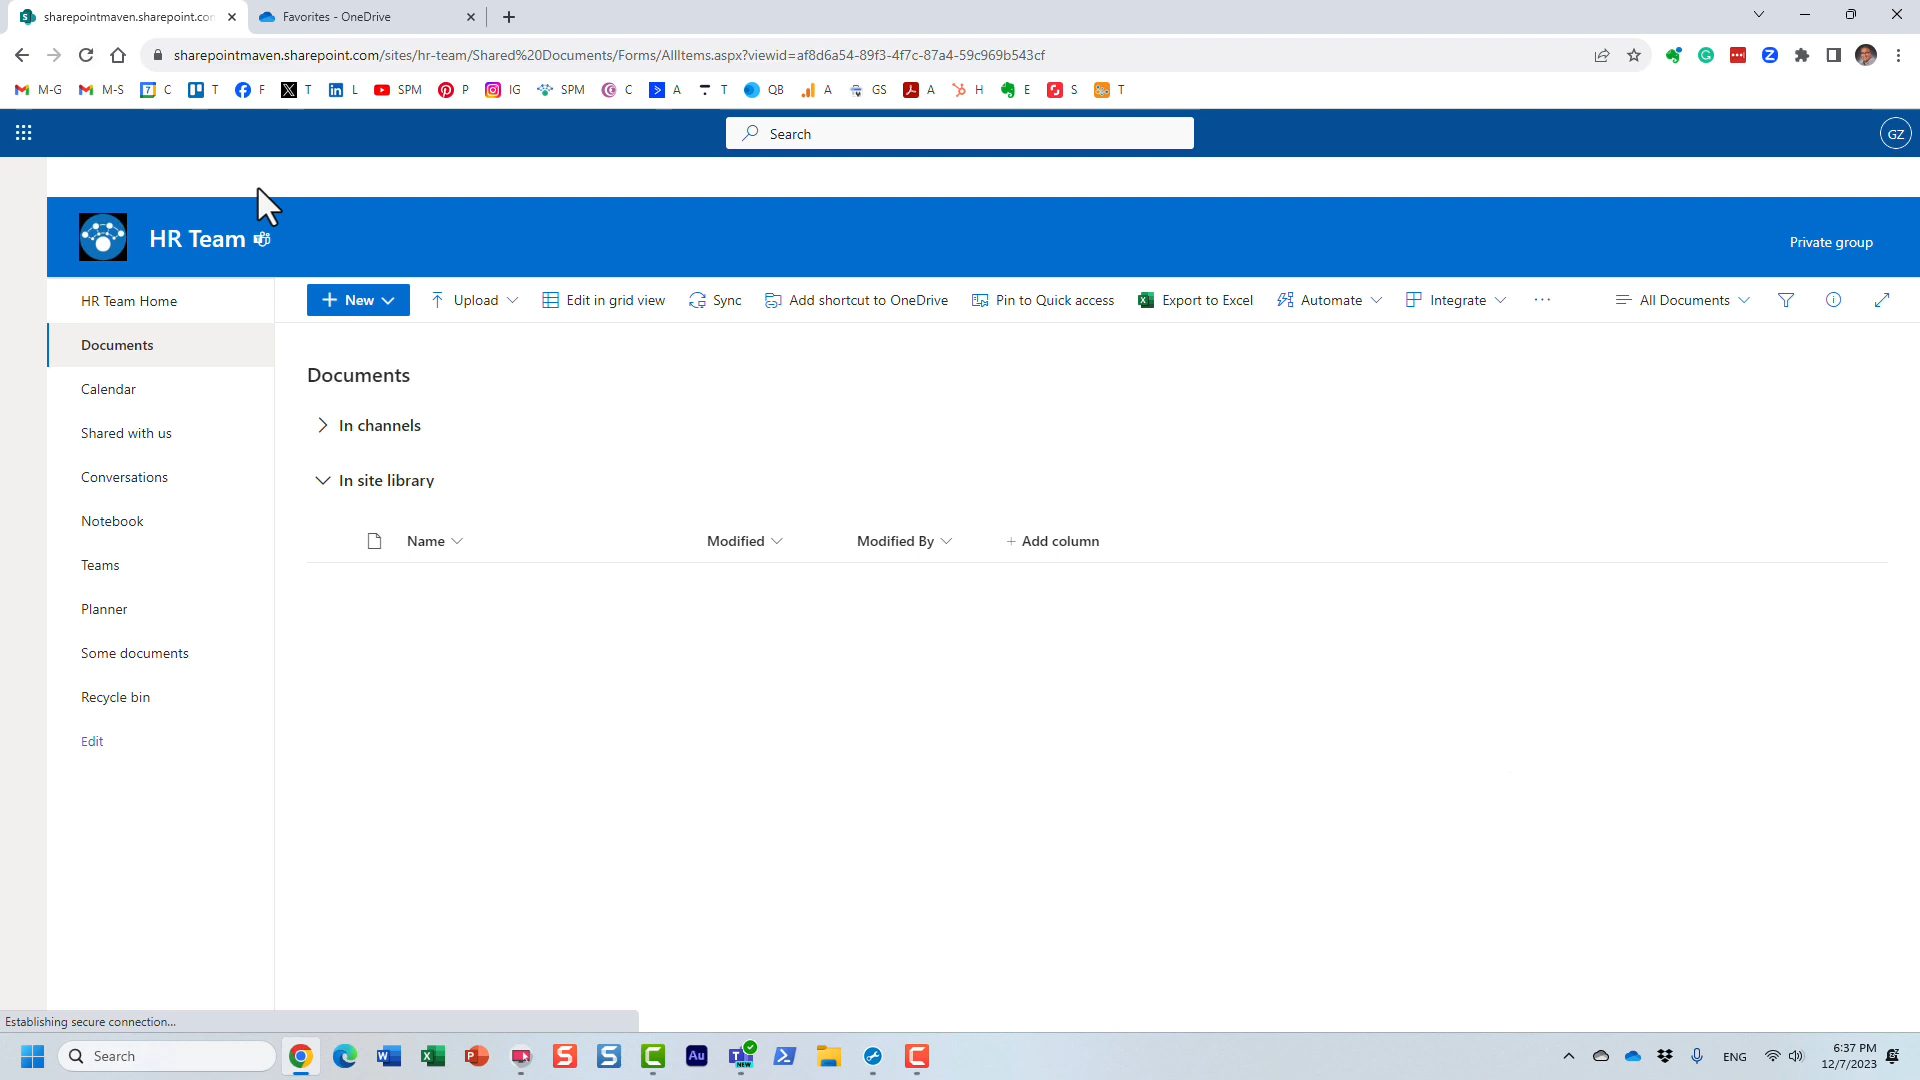 sharepointmaven.sharepoint.co
Favorites - OneDrive
sharepointmaven.sharepoint.com/sites/hr-team/Shared%20Documents/Forms/AllItems.aspx?viewid=af8d6a54-89f3-4f7c-87a4-59c969b543cf
M-G M-S C T F T L SPM P IG SPM C A T QB A GS A H E S T
Search
GZ
HR Team
Private group
HR Team Home
Documents
Calendar
Shared with us
Conversations
Notebook
Teams
Planner
Some documents
Recycle bin
Edit
New Upload Edit in grid view Sync Add shortcut to OneDrive Pin to Quick access Export to Excel Automate Integrate ... All Documents
Documents
In channels
In site library
Name Modified Modified By + Add column
Establishing secure connection...
Search
ENG
6:37 PM
12/7/2023